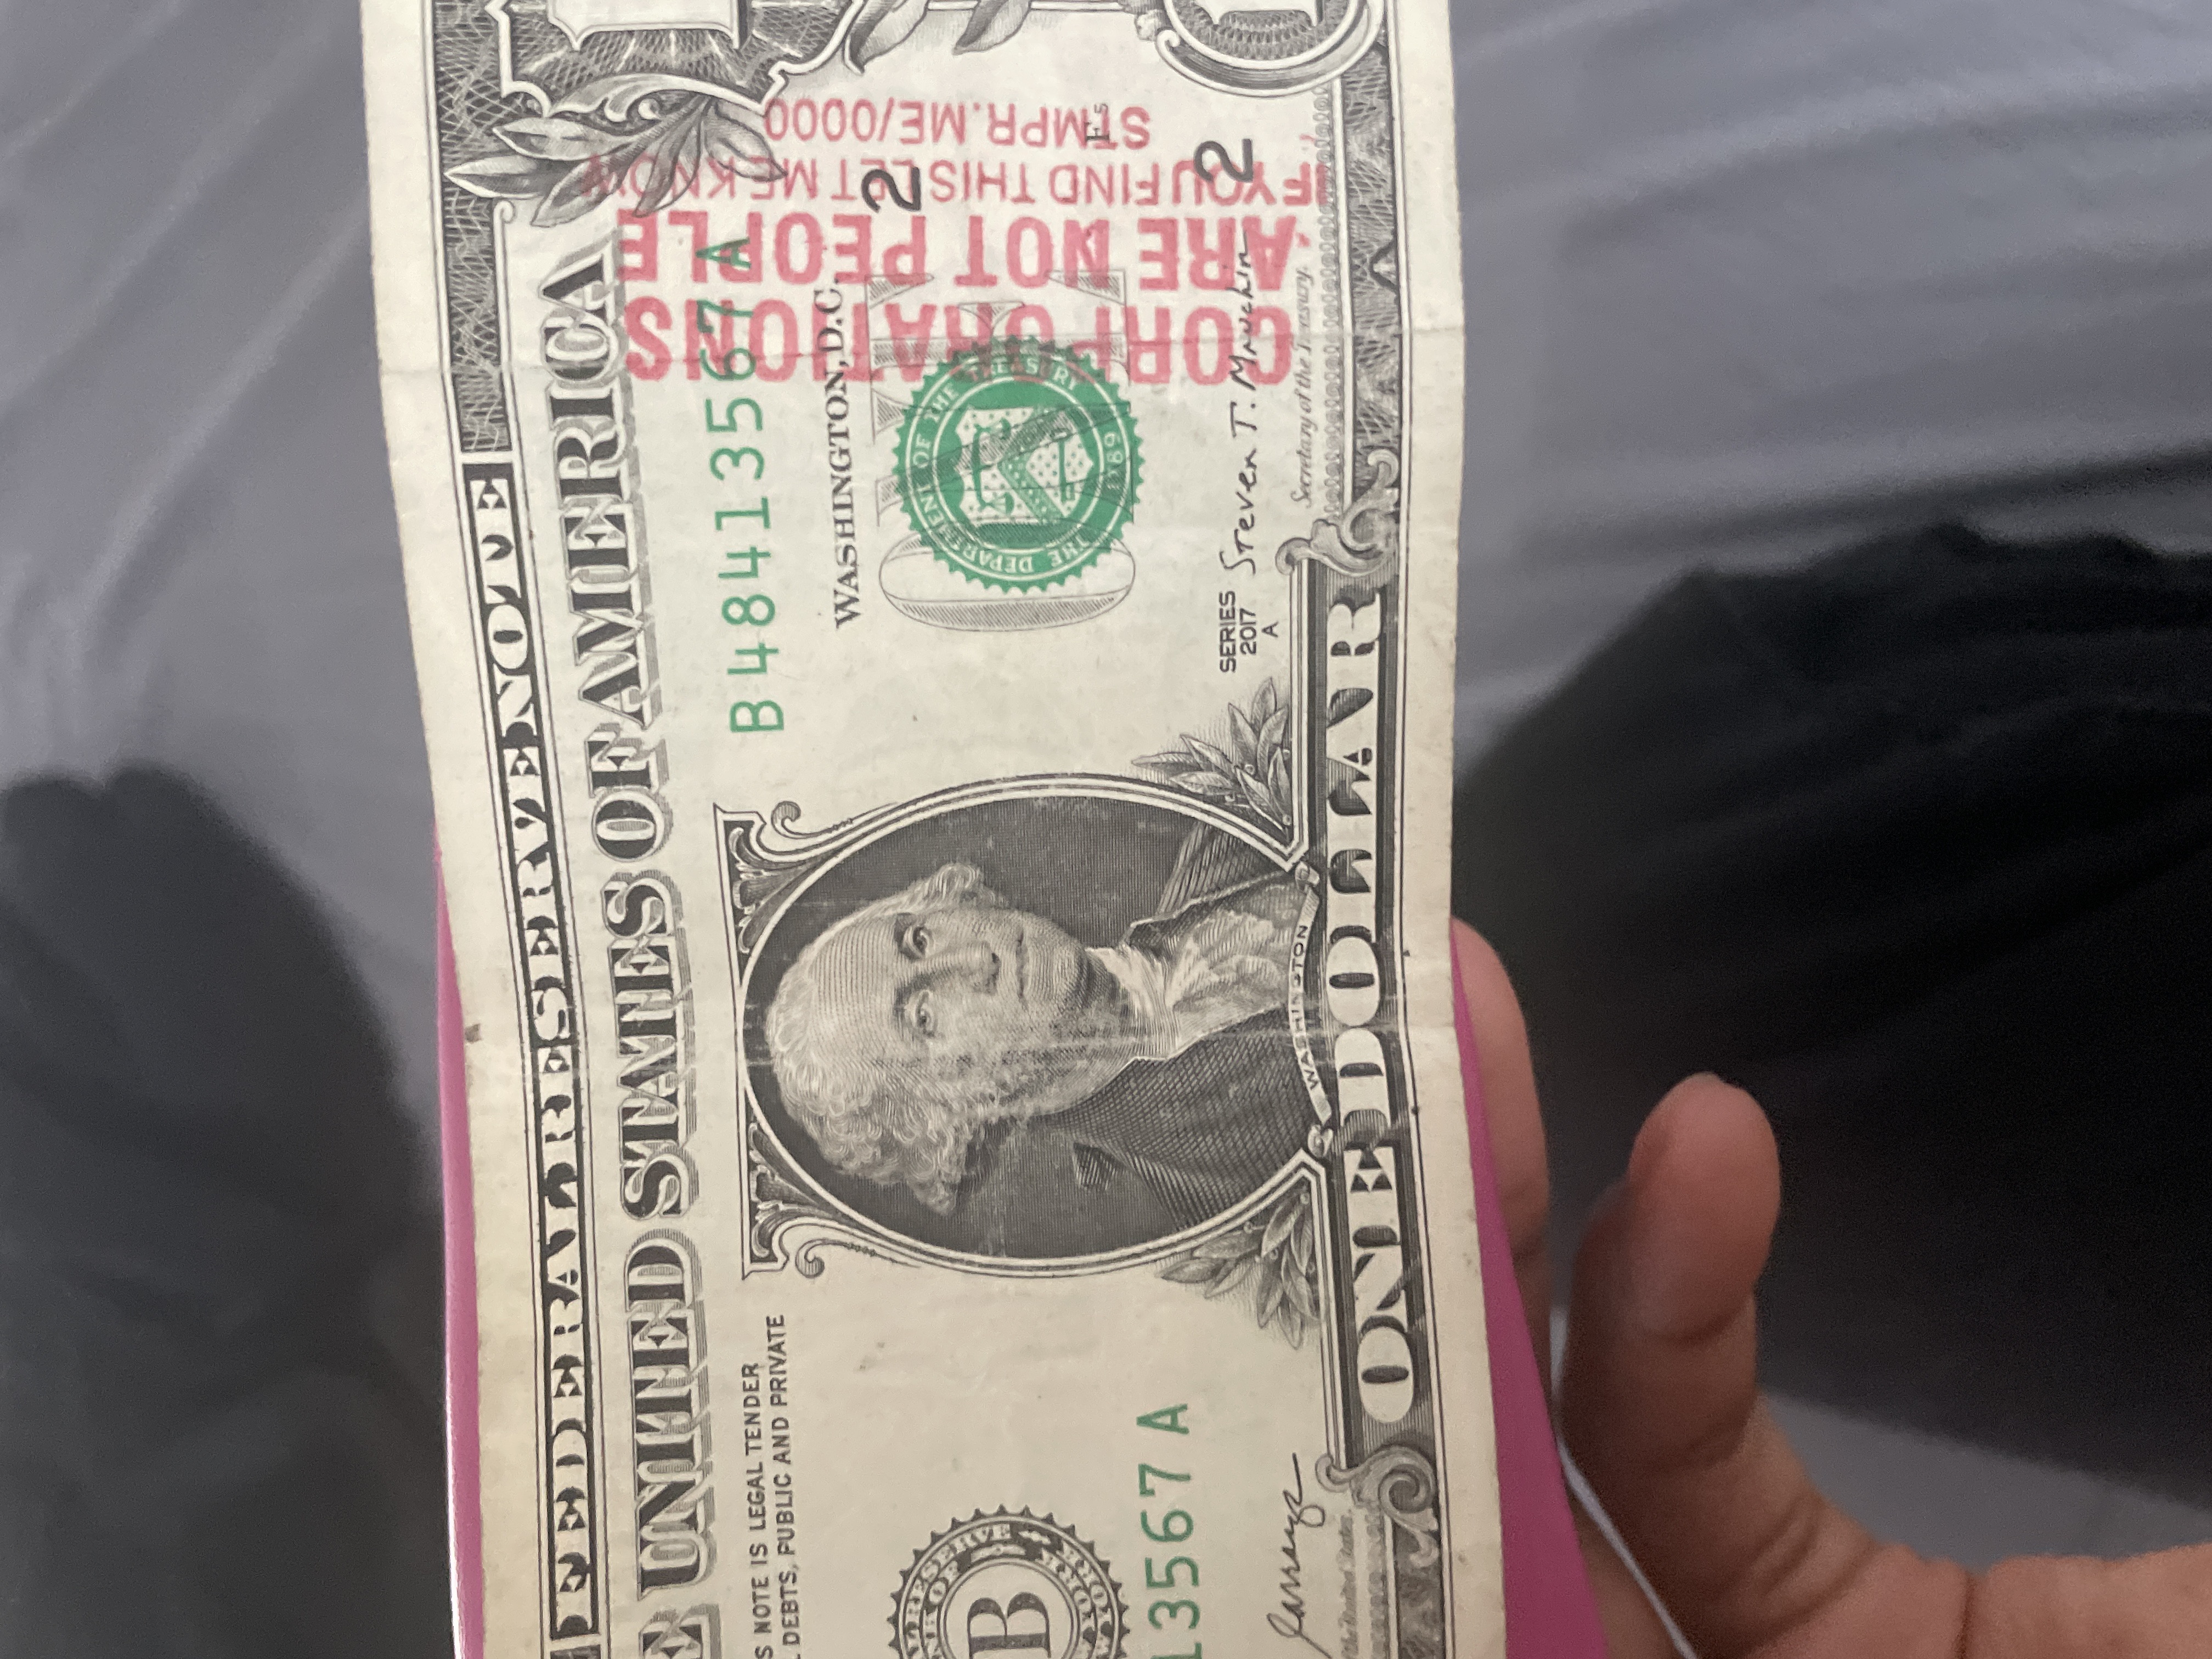 FEDERAL RESERVE NOTE
UNITED STATES OF AMERICA
S NOTE IS LEGAL TENDER
DEBTS, PUBLIC AND PRIVATE
B 48413567 A
WASHINGTON, D.C.
2
THE DEPARTMENT OF THE TREASURY
1789
ONE
B
13567 A
WASHINGTON
SERIES
2017
A
Steven T. Mnuchin
Secretary of the Treasury.
2
ONE DOLLAR
CORPORATIONS
ARE NOT PEOPLE
IF YOU FIND THIS LET ME KNOW
STMPR.ME/0000